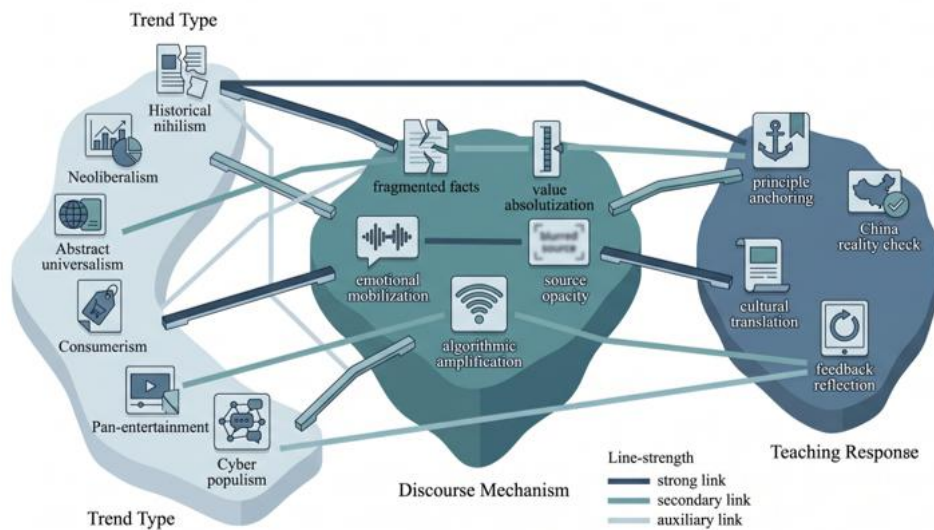 Trend Type
Historical
nihilism
Neoliberalism
Abstract
universalism
Consumerism
Pan-entertainment
Cyber
populism
Trend Type
fragmented facts
value
absolutization
emotional
mobilization
blurred
source
source
opacity
algorithmic
amplification
Discourse Mechanism
principle
anchoring
China
reality check
cultural
translation
feedback
reflection
Teaching Response
Line-strength
strong link
secondary link
auxiliary link